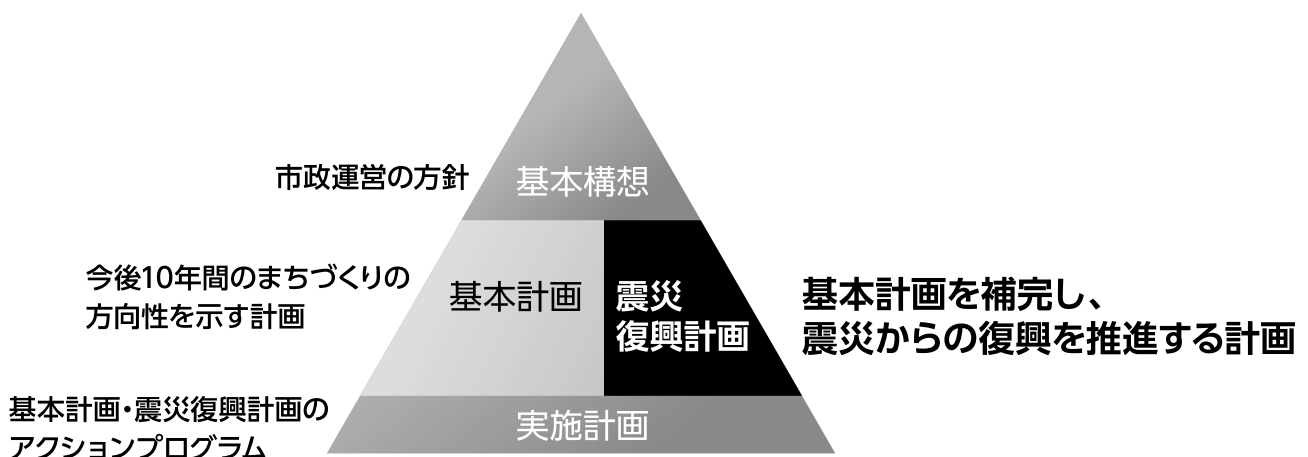 市政運営の方針
基本構想
今後10年間のまちづくりの
方向性を示す計画
基本計画
震災
復興計画
基本計画を補完し、
震災からの復興を推進する計画
基本計画・震災復興計画の
アクションプログラム
実施計画